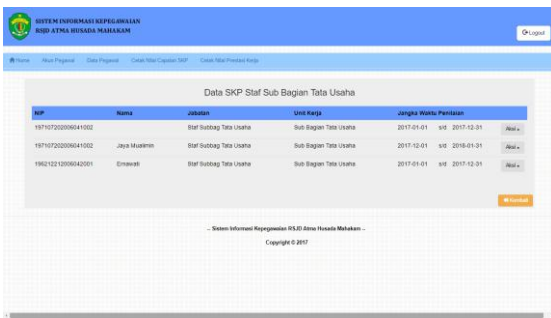 SISTEM INFORMASI KEPEGAWAIAN
RSJD ATMA HUSADA MAHAKAM
Logout
Home Akun Pegawai Data Pegawai Cetak Nilai Capaian SKP Cetak Nilai Prestasi Kerja
Data SKP Staf Sub Bagian Tata Usaha
NIP Nama Jabatan Unit Kerja Jangka Waktu Penilaian
197107202006041002 Staf Subbag Tata Usaha Sub Bagian Tata Usaha 2017-01-01 s/d 2017-12-31 Aksi
197107202006041002 Jaya Mualimin Staf Subbag Tata Usaha Sub Bagian Tata Usaha 2017-12-01 s/d 2018-01-31 Aksi
196212212006042001 Ernawati Staf Subbag Tata Usaha Sub Bagian Tata Usaha 2017-01-01 s/d 2017-12-31 Aksi
Kembali
-- Sistem Informasi Kepegawaian RSJD Atma Husada Mahakam --
Copyright © 2017